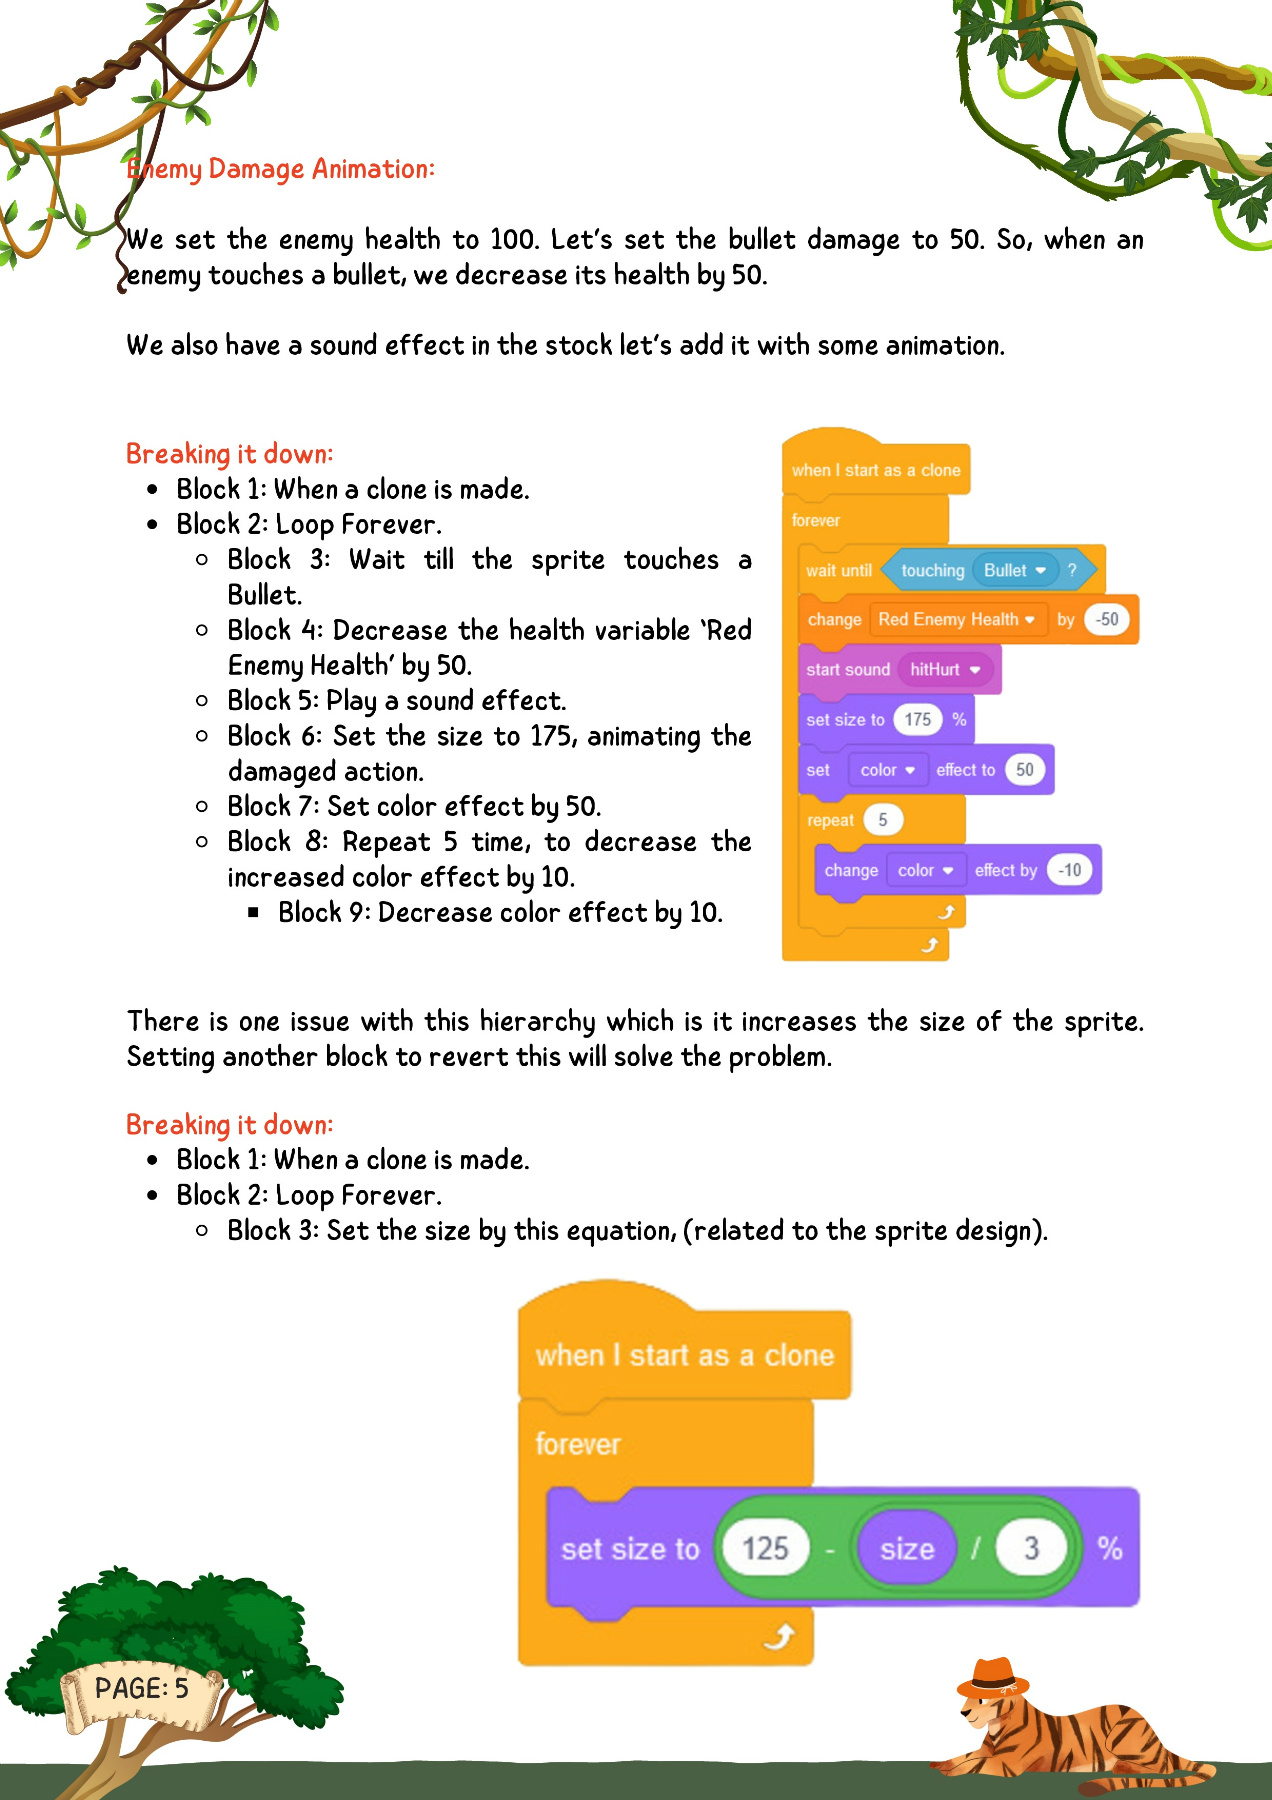 Enemy Damage Animation:
We set the enemy health to 100. Let's set the bullet damage to 50. So, when an
enemy touches a bullet, we decrease its health by 50.
We also have a sound effect in the stock let's add it with some animation.
Breaking it down:
• Block 1: When a clone is made.
• Block 2: Loop Forever.
○ Block 3: Wait till the sprite touches a
Bullet.
○ Block 4: Decrease the health variable 'Red
Enemy Health' by 50.
○ Block 5: Play a sound effect.
○ Block 6: Set the size to 175, animating the
damaged action.
○ Block 7: Set color effect by 50.
○ Block 8: Repeat 5 time, to decrease the
increased color effect by 10.
■ Block 9: Decrease color effect by 10.
when I start as a clone
forever
wait until touching Bullet ?
change Red Enemy Health by -50
start sound hitHurt
set size to 175 %
set color effect to 50
repeat 5
change color effect by -10
There is one issue with this hierarchy which is it increases the size of the sprite.
Setting another block to revert this will solve the problem.
Breaking it down:
• Block 1: When a clone is made.
• Block 2: Loop Forever.
○ Block 3: Set the size by this equation, (related to the sprite design).
when I start as a clone
forever
set size to 125 - size / 3 %
PAGE: 5